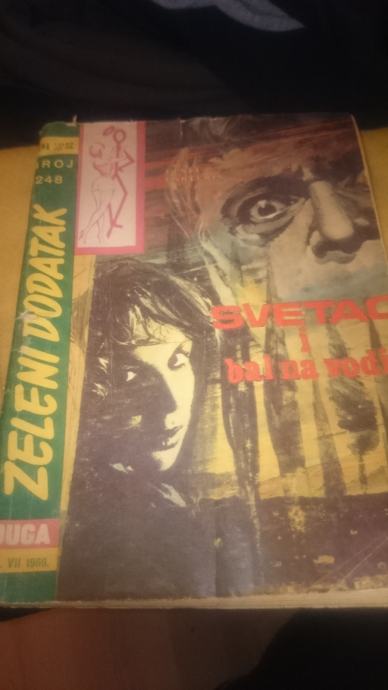 BROJ
248
ZELENI DODATAK
SVETAC
i
bal na vodi
DUGA
VII 1966.